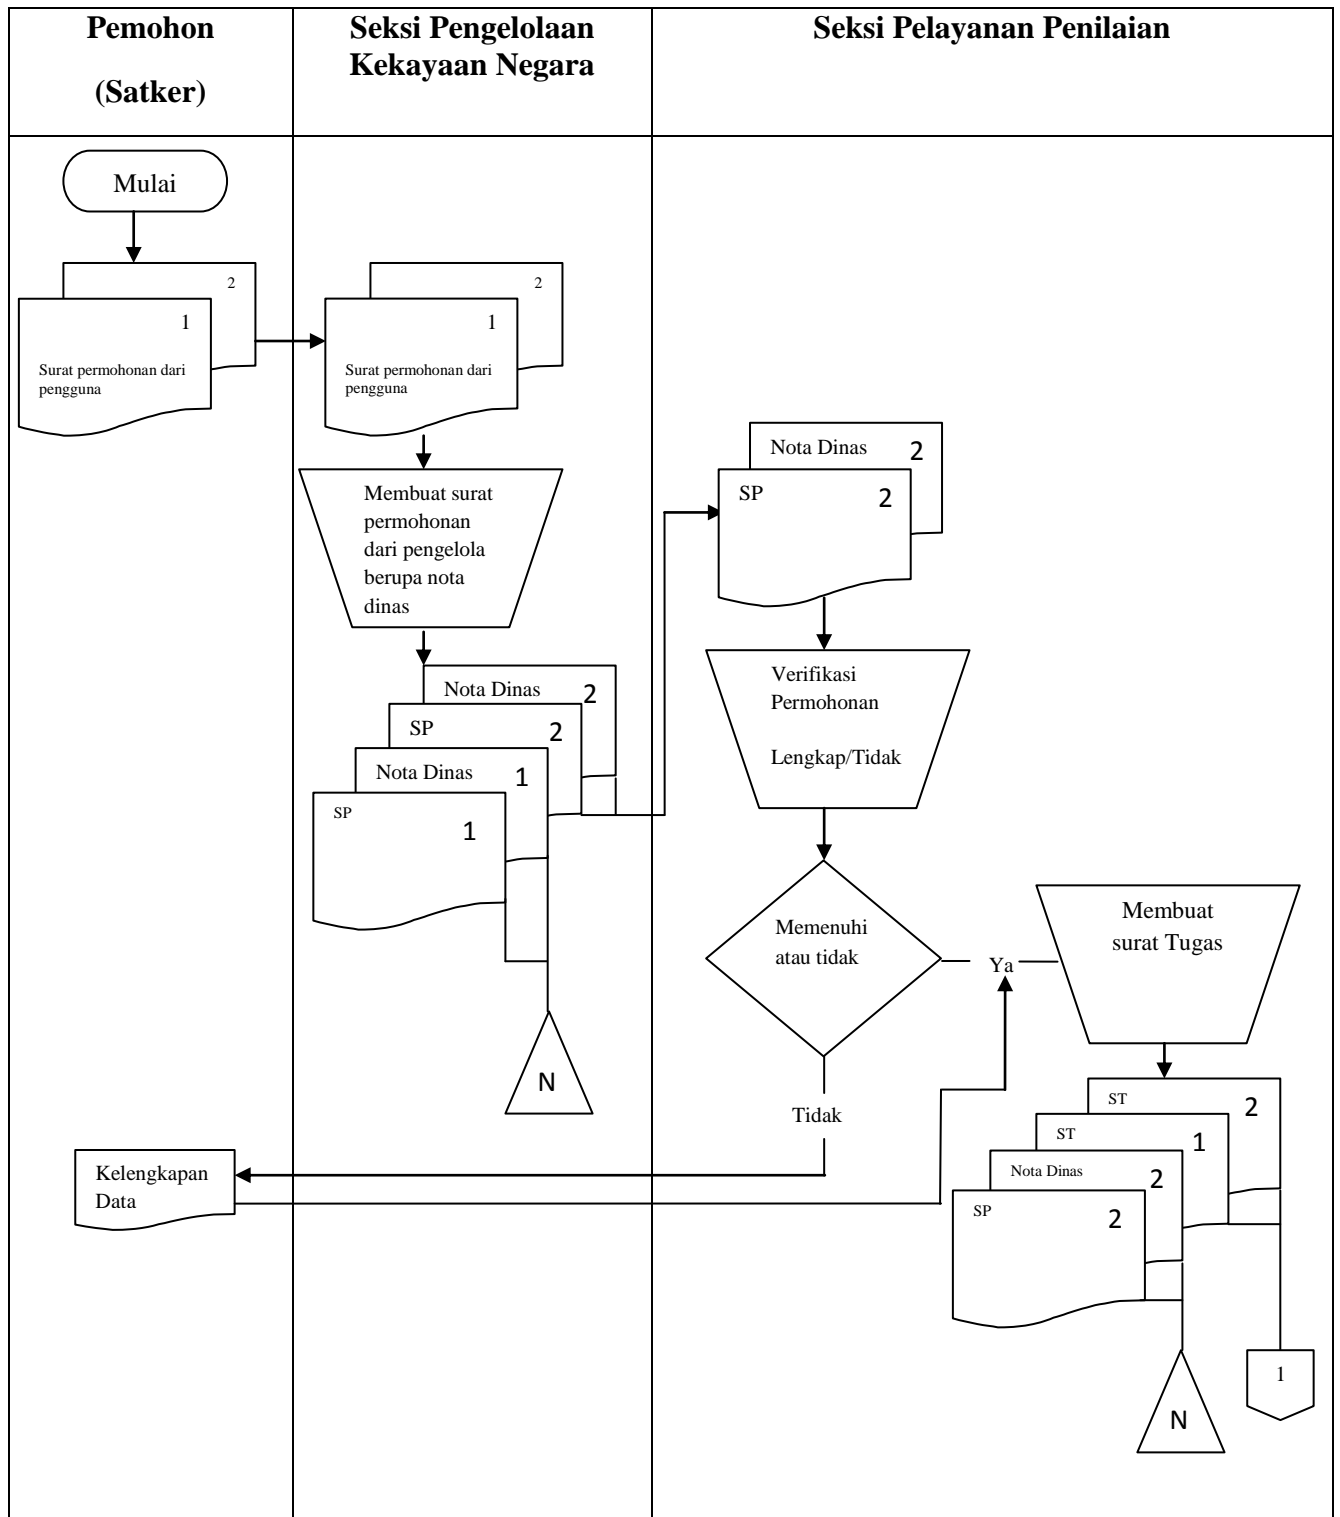 Pemohon
(Satker)
Seksi Pengelolaan
Kekayaan Negara
Seksi Pelayanan Penilaian
Mulai
2
1
Surat permohonan dari
pengguna
2
1
Surat permohonan dari
pengguna
Membuat surat
permohonan
dari pengelola
berupa nota
dinas
Nota Dinas 2
SP 2
Nota Dinas 1
SP 1
N
Nota Dinas 2
SP 2
Verifikasi
Permohonan
Lengkap/Tidak
Memenuhi
atau tidak
Ya
Tidak
Membuat
surat Tugas
ST 2
ST 1
Nota Dinas 2
SP 2
N
1
Kelengkapan
Data